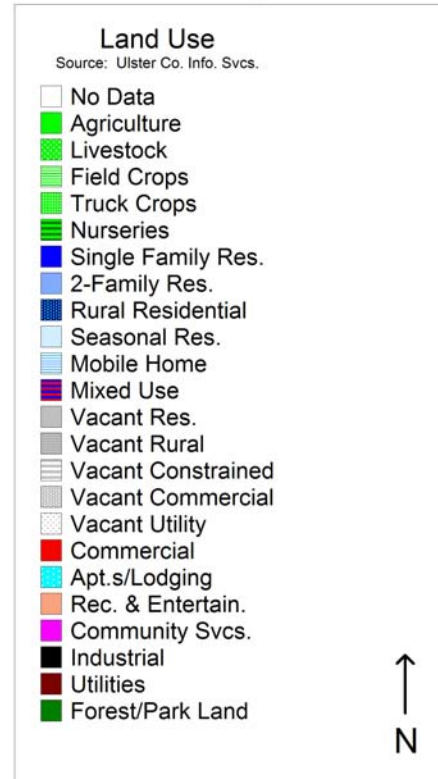 Land Use
Source: Ulster Co. Info. Svcs.
No Data
Agriculture
Livestock
Field Crops
Truck Crops
Nurseries
Single Family Res.
2-Family Res.
Rural Residential
Seasonal Res.
Mobile Home
Mixed Use
Vacant Res.
Vacant Rural
Vacant Constrained
Vacant Commercial
Vacant Utility
Commercial
Apt.s/Lodging
Rec. & Entertain.
Community Svcs.
Industrial
Utilities
Forest/Park Land
N